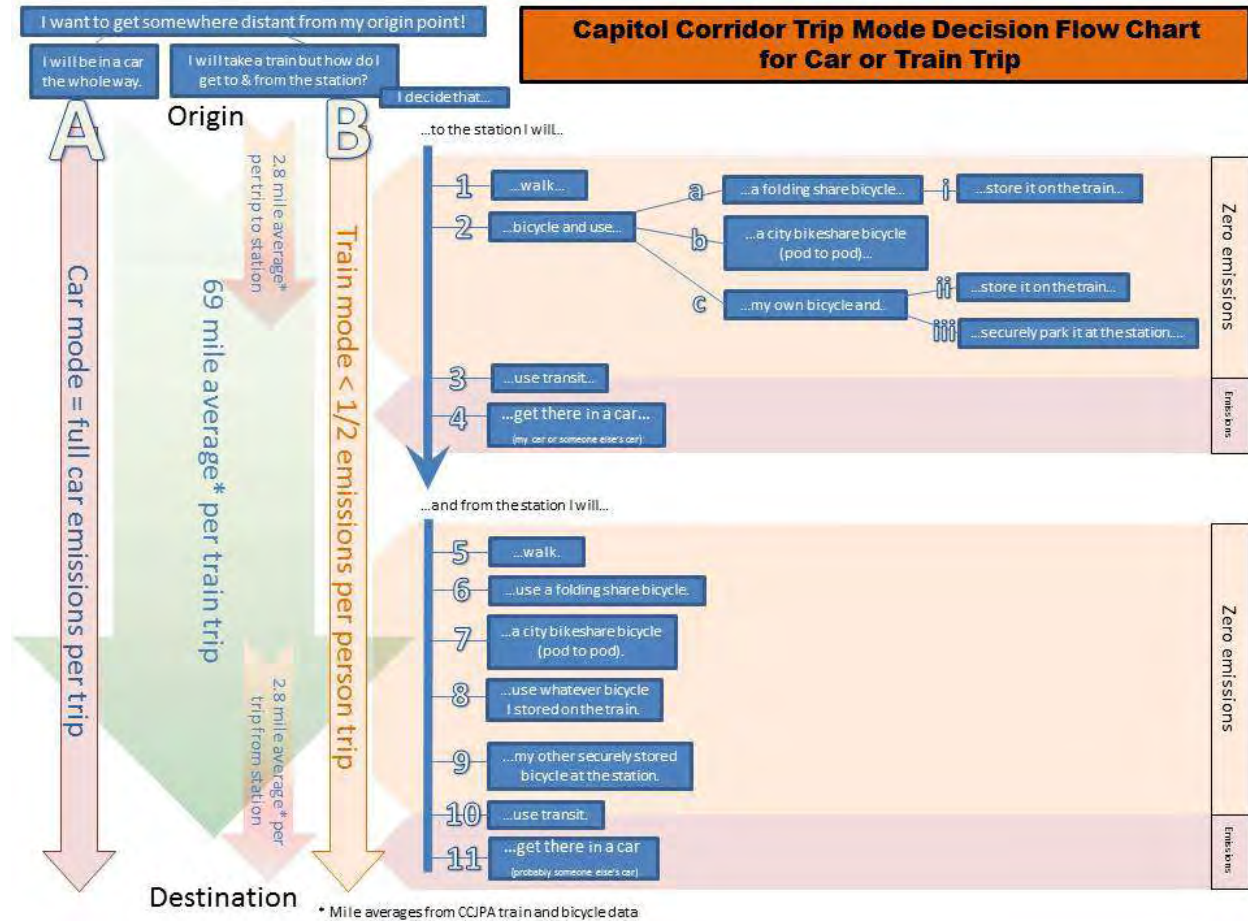 I want to get somewhere distant from my origin point!
Capitol Corridor Trip Mode Decision Flow Chart
for Car or Train Trip
I will be in a car
the whole way.
I will take a train but how do I
get to & from the station?
I decide that...
A
Origin
B
Car mode = full car emissions per trip
69 mile average* per train trip
2.8 mile average*
per trip to station
2.8 mile average* per
trip from station
Train mode < 1/2 emissions per person trip
...to the station I will...
1
...walk...
2
...bicycle and use...
a
...a folding share bicycle...
i
...store it on the train...
b
...a city bikeshare bicycle
(pod to pod)...
c
...my own bicycle and...
ii
...store it on the train...
iii
...securely park it at the station....
3
...use transit...
4
...get there in a car...
(my car or someone else's car)
Zero emissions
Emissions
...and from the station I will...
5
...walk.
6
...use a folding share bicycle.
7
...a city bikeshare bicycle
(pod to pod).
8
...use whatever bicycle
I stored on the train.
9
...my other securely stored
bicycle at the station.
10
...use transit.
11
...get there in a car
(probably someone else's car)
Zero emissions
Emissions
Destination
* Mile averages from CCJPA train and bicycle data